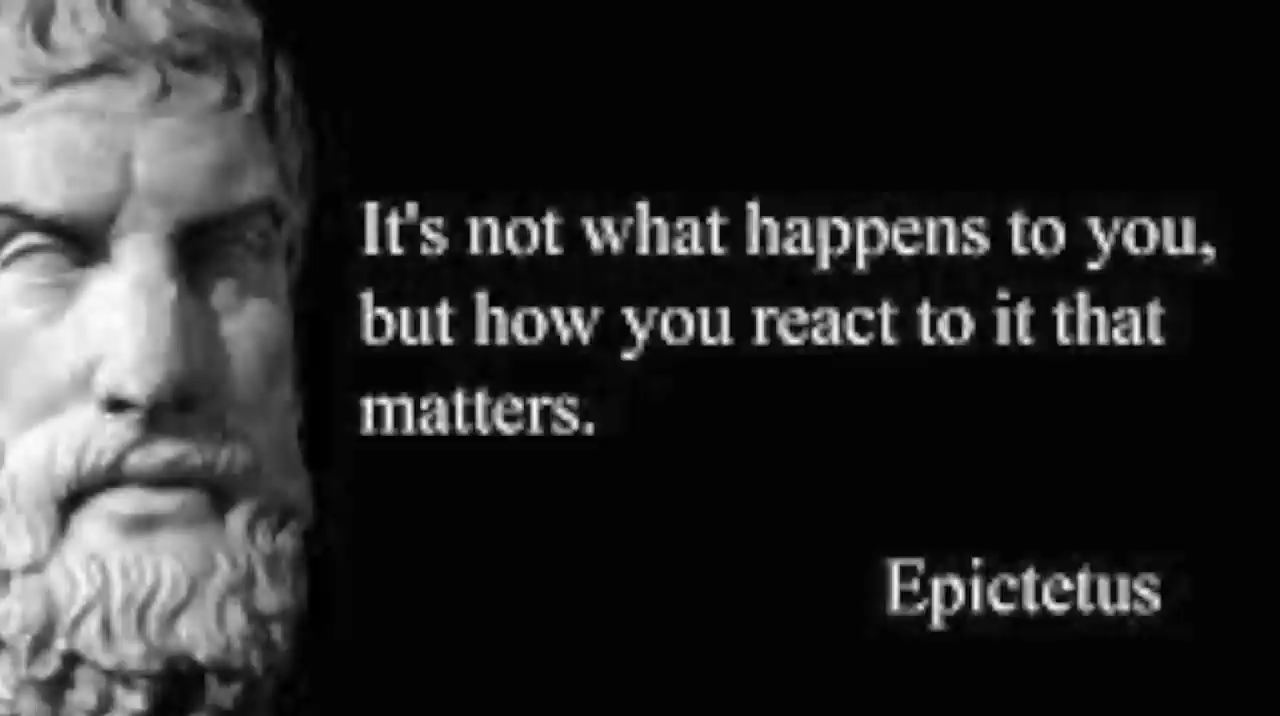 It's not what happens to you,
but how you react to it that
matters.
Epictetus